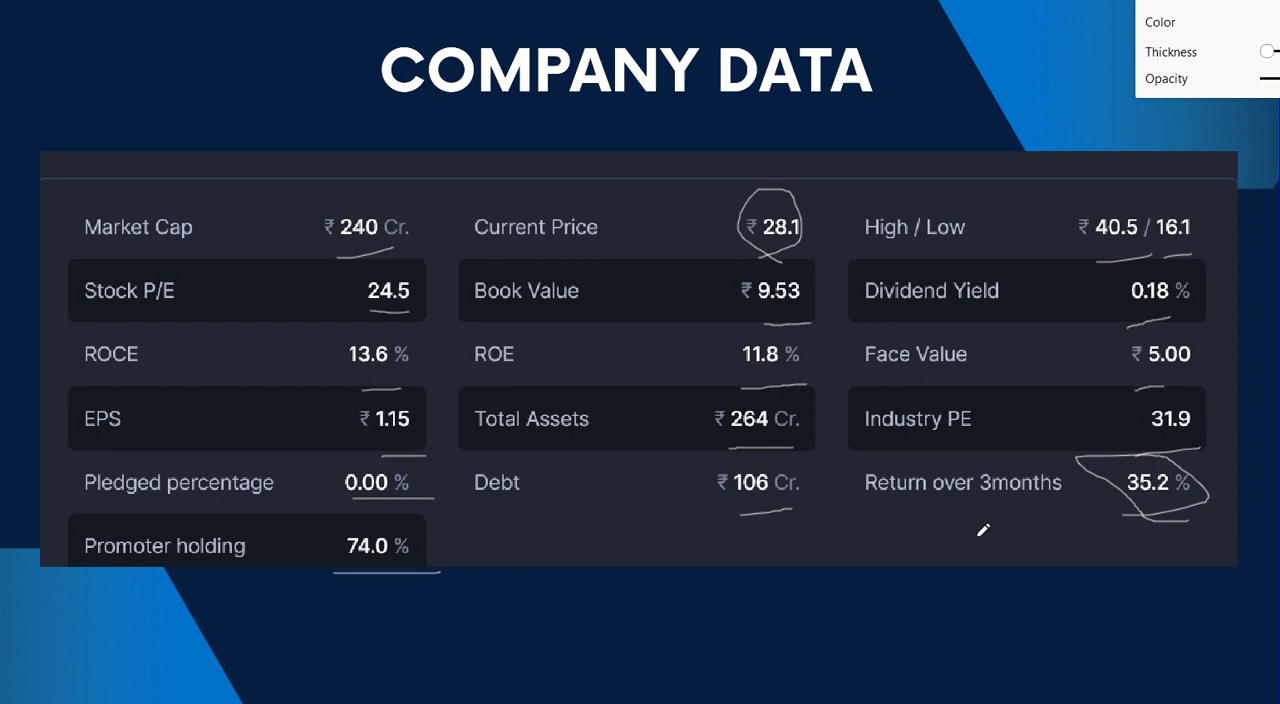 COMPANY DATA
Color
Thickness
Opacity
Market Cap ₹ 240 Cr. Current Price ₹ 28.1 High / Low ₹ 40.5 / 16.1
Stock P/E 24.5 Book Value ₹ 9.53 Dividend Yield 0.18 %
ROCE 13.6 % ROE 11.8 % Face Value ₹ 5.00
EPS ₹ 1.15 Total Assets ₹ 264 Cr. Industry PE 31.9
Pledged percentage 0.00 % Debt ₹ 106 Cr. Return over 3months 35.2 %
Promoter holding 74.0 %